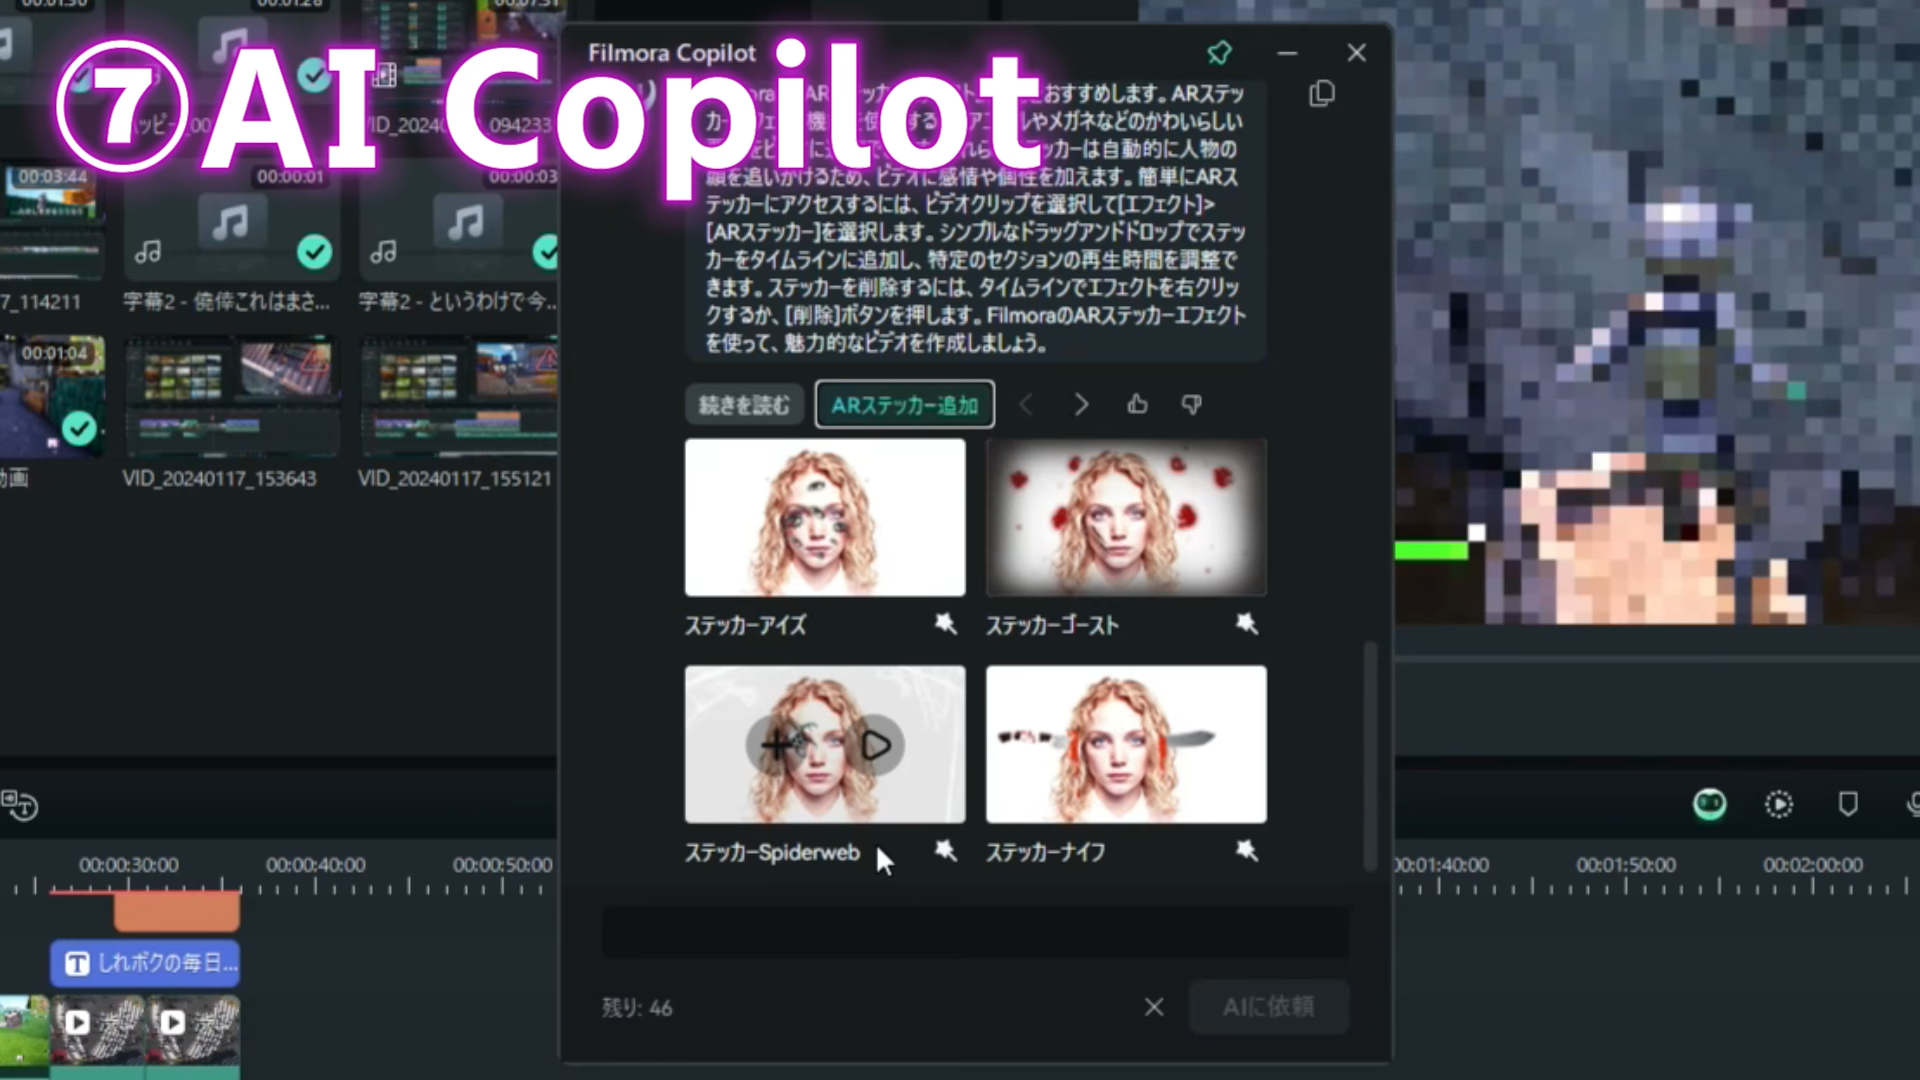 ⑦AI Copilot
Filmora Copilot
おすすめします。ARステッ
やメガネなどのかわいらしい
カーは自動的に人物の
顔を追いかけるため、ビデオに感情や個性を加えます。簡単にARス
テッカーにアクセスするには、ビデオクリップを選択して[エフェクト]>
[ARステッカー]を選択します。シンプルなドラッグアンドドロップでステッ
カーをタイムラインに追加し、特定のセクションの再生時間を調整で
きます。ステッカーを削除するには、タイムラインでエフェクトを右クリッ
クするか、[削除]ボタンを押します。FilmoraのARステッカーエフェクト
を使って、魅力的なビデオを作成しましょう。
続きを読む
ARステッカー追加
ステッカーアイズ
ステッカーゴースト
ステッカーSpiderweb
ステッカーナイフ
残り: 46
AIに依頼
094233
00:03:44
00:00:01
00:00:03
7_114211
字幕2 - 僥倖これはまさ...
字幕2 - というわけで今...
00:01:04
動画
VID_20240117_153643
VID_20240117_155121
00:00:30:00
00:00:40:00
00:00:50:00
00:01:40:00
00:01:50:00
00:02:00:00
しれボクの毎日...